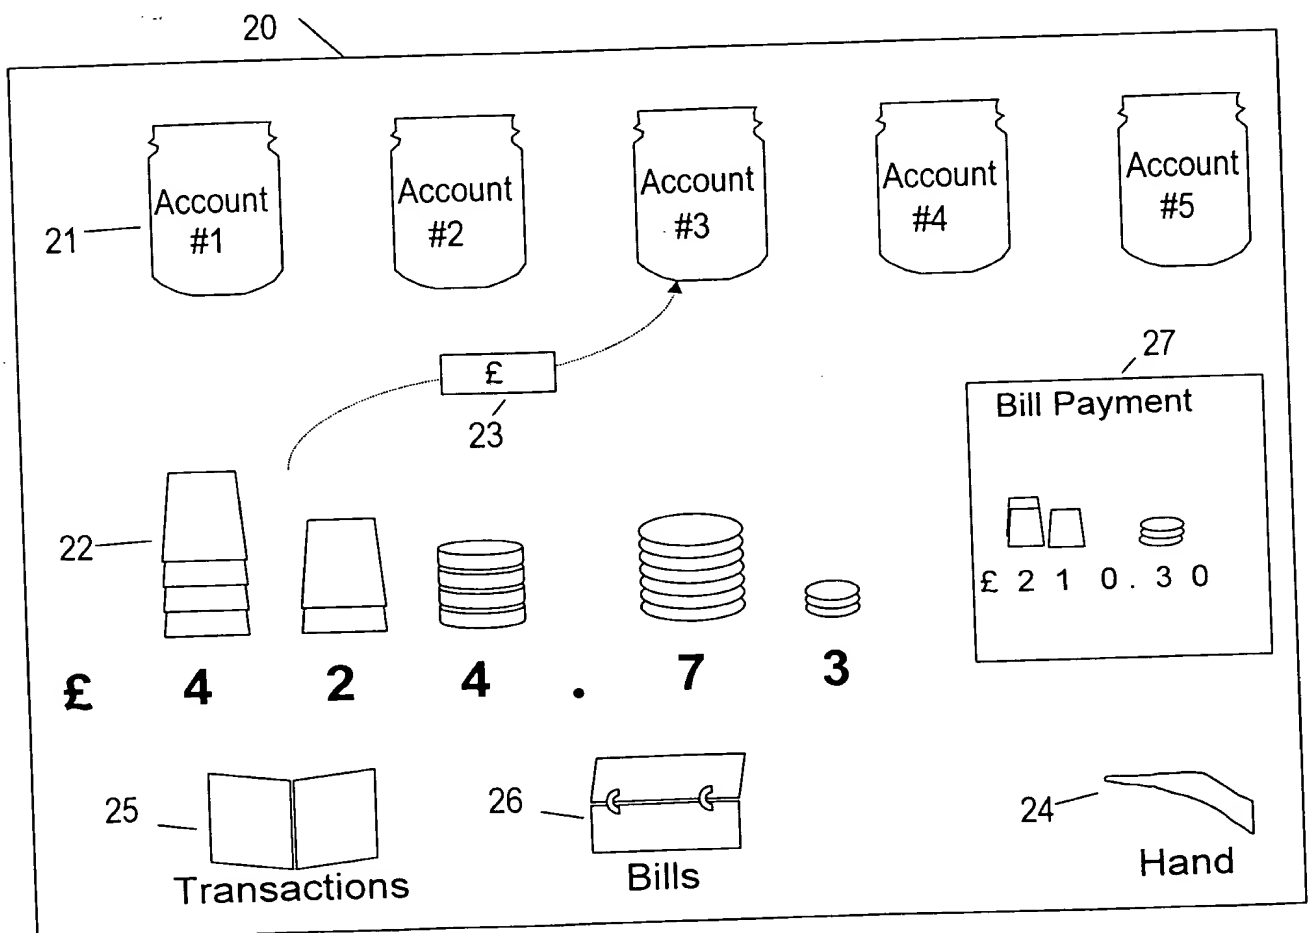 20
Account #1
Account #2
Account #3
Account #4
Account #5
21
£
23
27
Bill Payment
£ 2 1 0 . 3 0
22
£ 4 2 4 . 7 3
25
Transactions
26
Bills
24
Hand